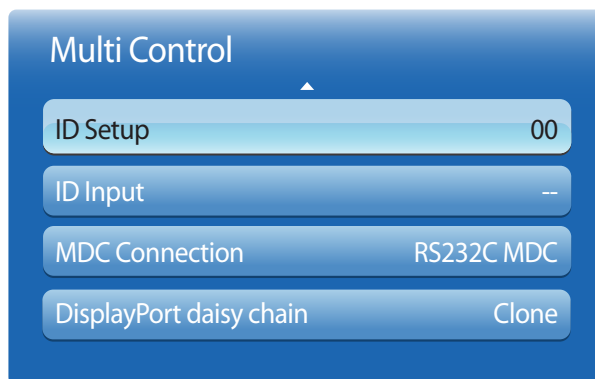 Multi Control
ID Setup 00
ID Input --
MDC Connection RS232C MDC
DisplayPort daisy chain Clone